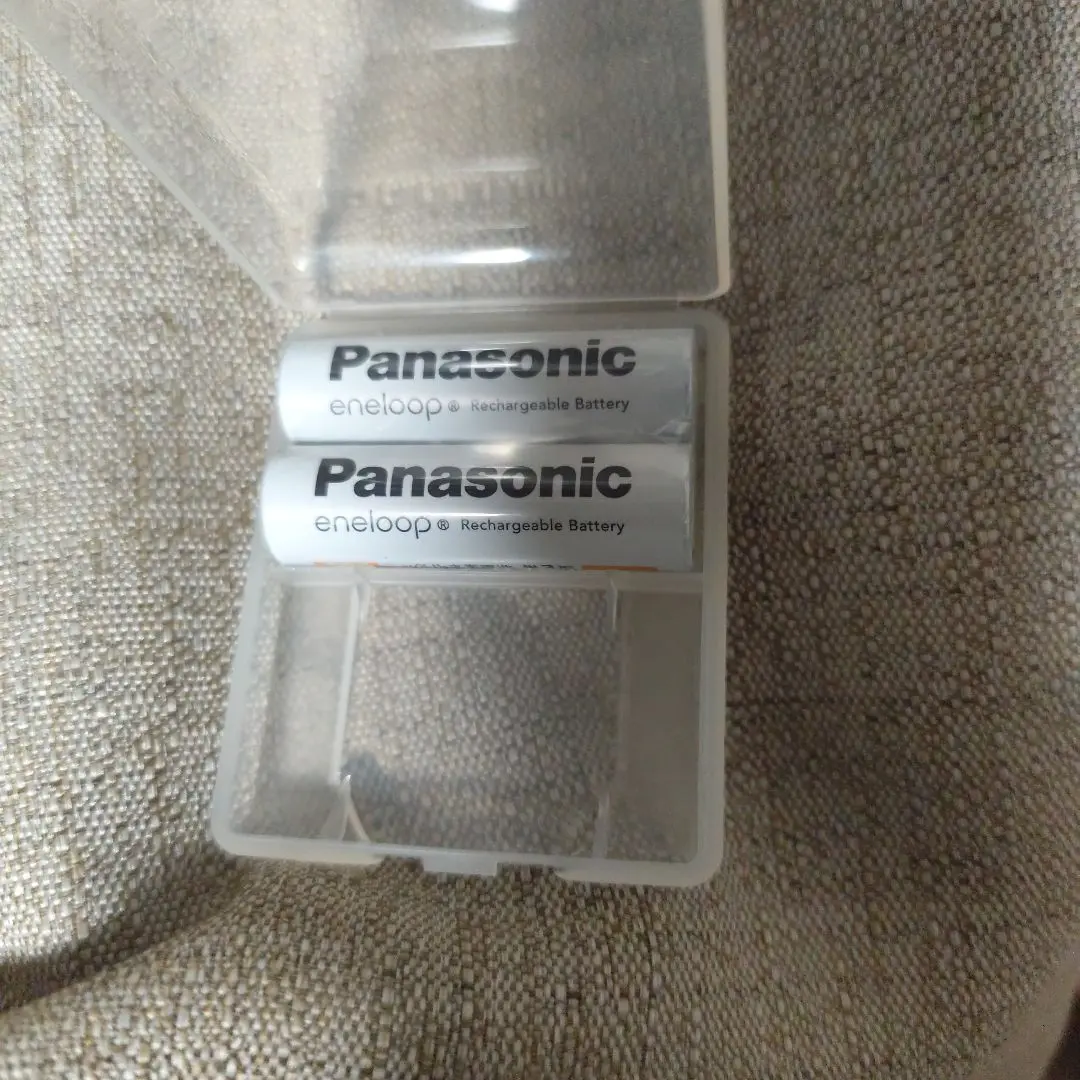 Panasonic
eneloop® Rechargeable Battery
Panasonic
eneloop® Rechargeable Battery